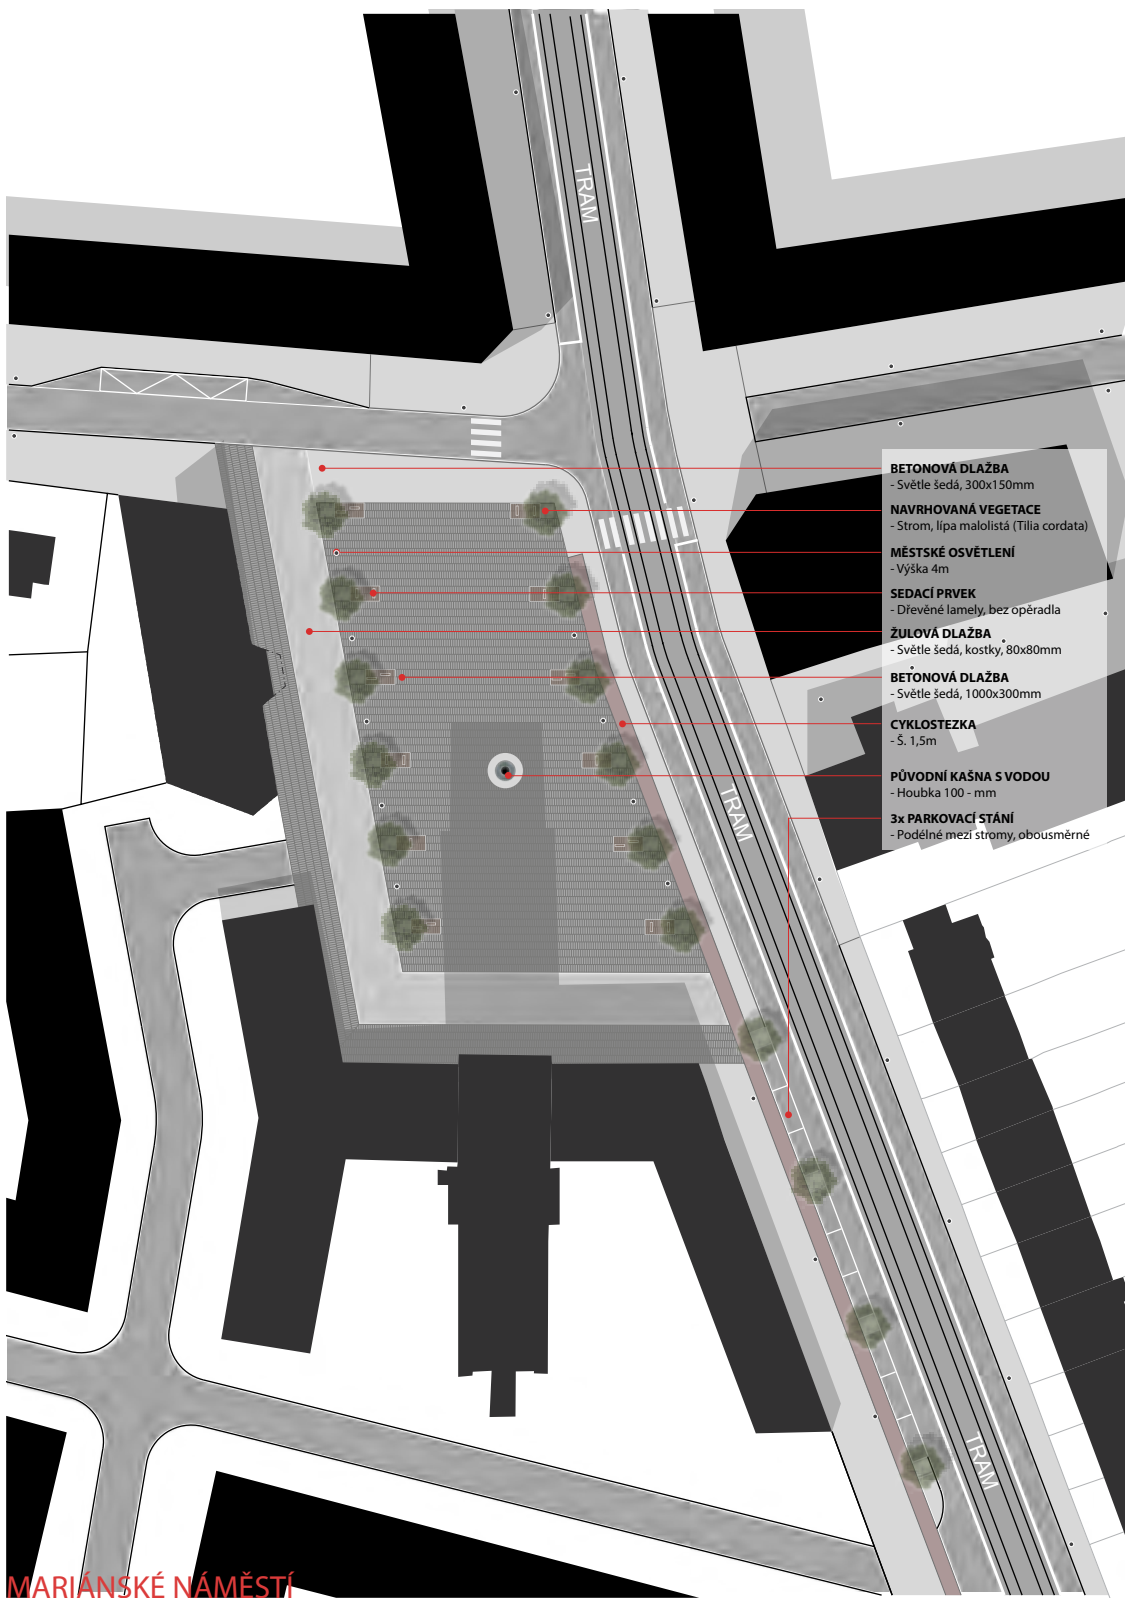 TRAM
BETONOVÁ DLAŽBA
- Světle šedá, 300x150mm
NAVRHOVANÁ VEGETACE
- Strom, lípa malolistá (Tilia cordata)
MĚSTSKÉ OSVĚTLENÍ
- Výška 4m
SEDACÍ PRVEK
- Dřevěné lamely, bez opěradla
ŽULOVÁ DLAŽBA
- Světle šedá, kostky, 80x80mm
BETONOVÁ DLAŽBA
- Světle šedá, 1000x300mm
CYKLOSTEZKA
- Š. 1,5m
PŮVODNÍ KAŠNA S VODOU
- Houbka 100 - mm
3x PARKOVACÍ STÁNÍ
- Podélné mezi stromy, obousměrné
TRAM
TRAM
MARIÁNSKÉ NÁMĚSTÍ